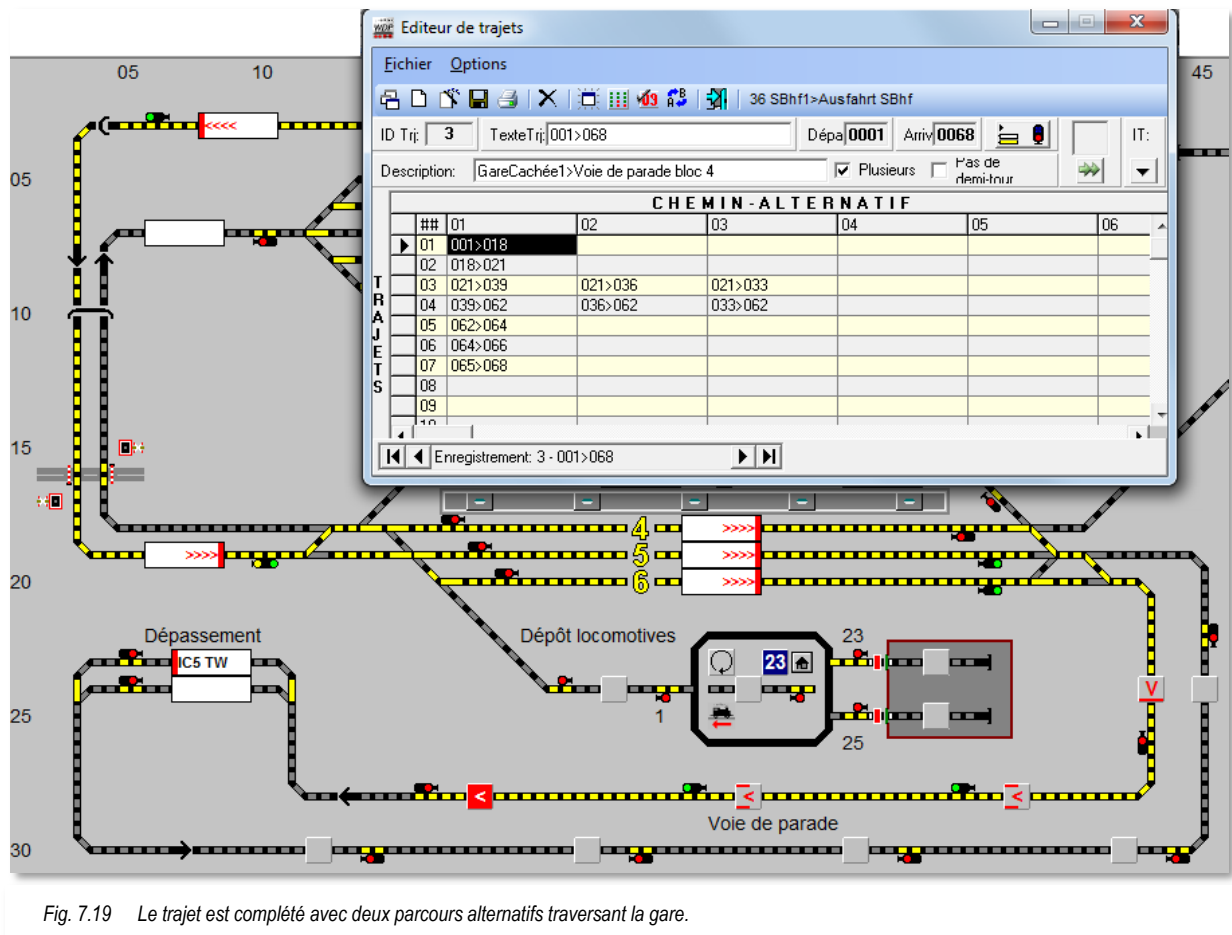 WDP Editeur de trajets
Fichier Options
36 SBhf1>Ausfahrt SBhf
ID Trj: 3 TexteTrj: 001>068 Dépa 0001 Arriv 0068 IT:
Description: GareCachée1>Voie de parade bloc 4 Plusieurs Pas de demi-tour
CHEMIN-ALTERNATIF
TRAJETS
## 01 02 03 04 05 06
01 001>018
02 018>021
03 021>039 021>036 021>033
04 039>062 036>062 033>062
05 062>064
06 064>066
07 065>068
08
09
10
Enregistrement: 3 - 001>068
05 10 45
<<<<
05
10
15
4 >>>>
>>>> 5 >>>>
20
6 >>>>
Dépassement Dépôt locomotives 23
IC5 TW 23
V
25
1
25
< < <
Voie de parade
30
Fig. 7.19 Le trajet est complété avec deux parcours alternatifs traversant la gare.